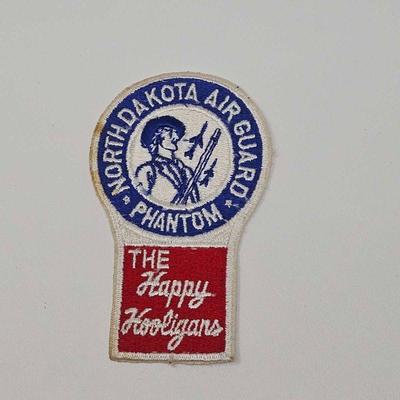 NORTH DAKOTA AIR GUARD
PHANTOM
THE
Happy
Hooligans